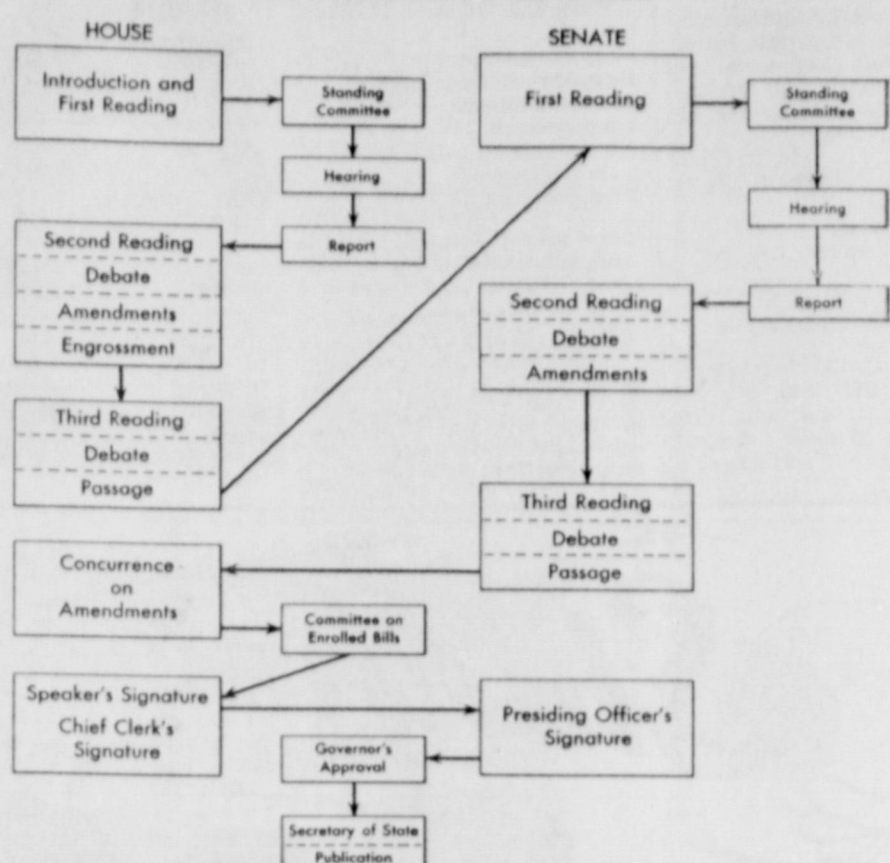 HOUSE
Introduction and
First Reading
Standing
Committee
Hearing
Report
Second Reading
Debate
Amendments
Engrossment
Third Reading
Debate
Passage
SENATE
First Reading
Standing
Committee
Hearing
Report
Second Reading
Debate
Amendments
Third Reading
Debate
Passage
Concurrence
on
Amendments
Committee on
Enrolled Bills
Speaker's Signature
Chief Clerk's
Signature
Presiding Officer's
Signature
Governor's
Approval
Secretary of State
Publication